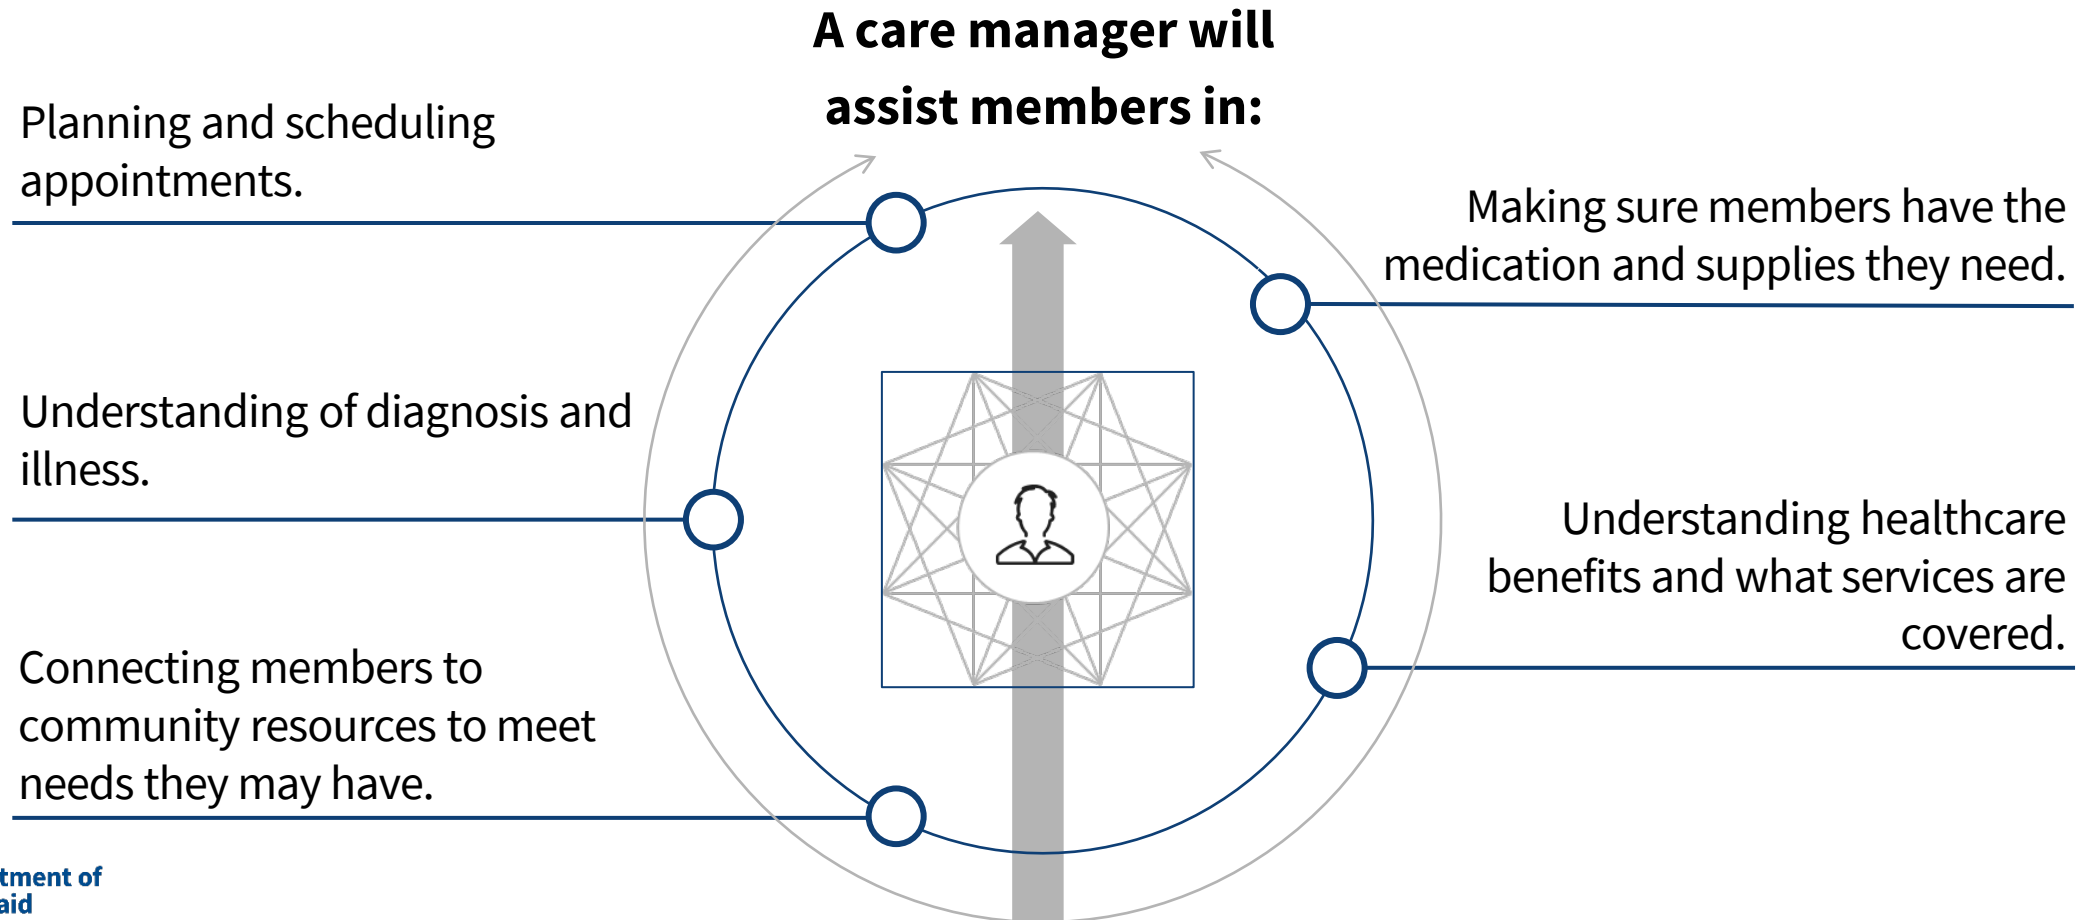 A care manager will
assist members in:
Planning and scheduling
appointments.
Understanding of diagnosis and
illness.
Connecting members to
community resources to meet
needs they may have.
Making sure members have the
medication and supplies they need.
Understanding healthcare
benefits and what services are
covered.
tment of
aid